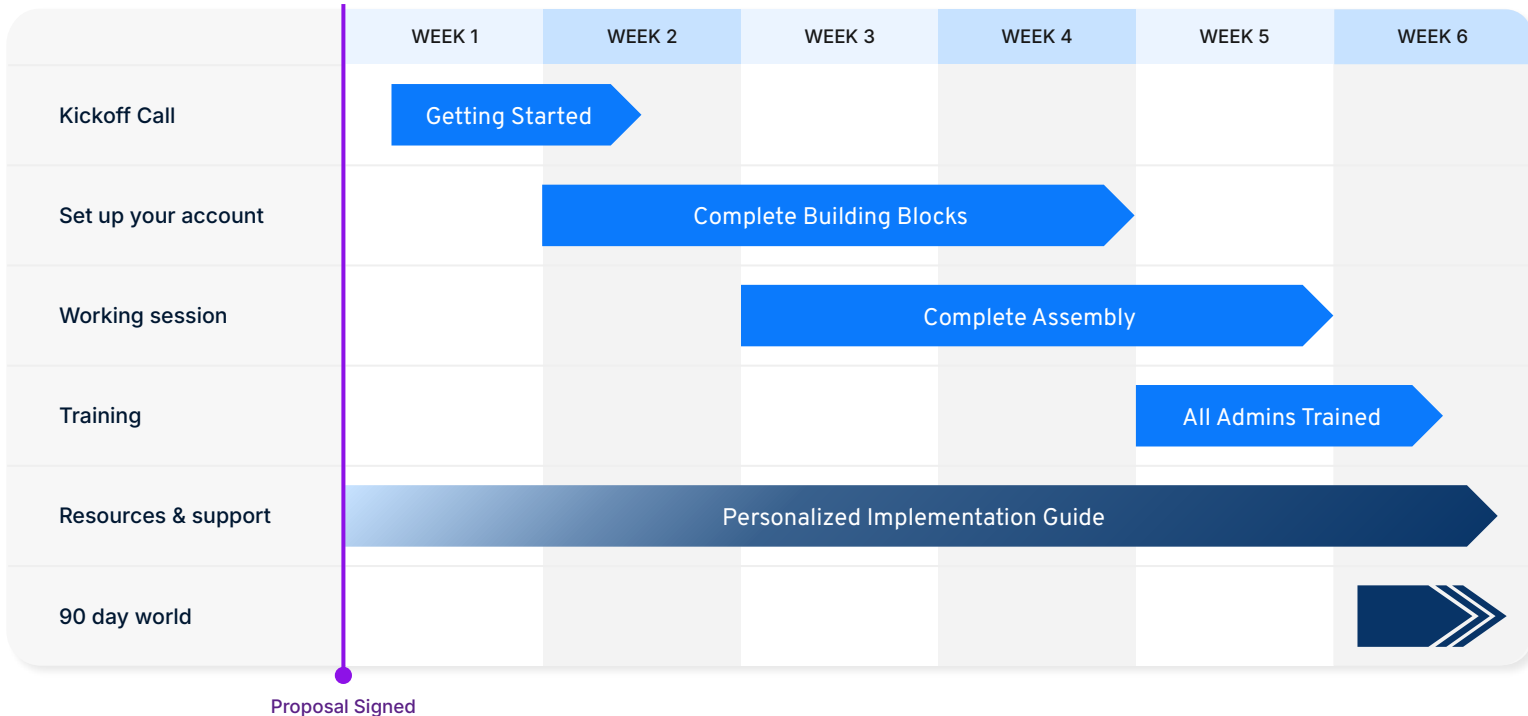 WEEK 1
WEEK 2
WEEK 3
WEEK 4
WEEK 5
WEEK 6
Kickoff Call
Getting Started
Set up your account
Complete Building Blocks
Working session
Complete Assembly
Training
All Admins Trained
Resources & support
Personalized Implementation Guide
90 day world
Proposal Signed